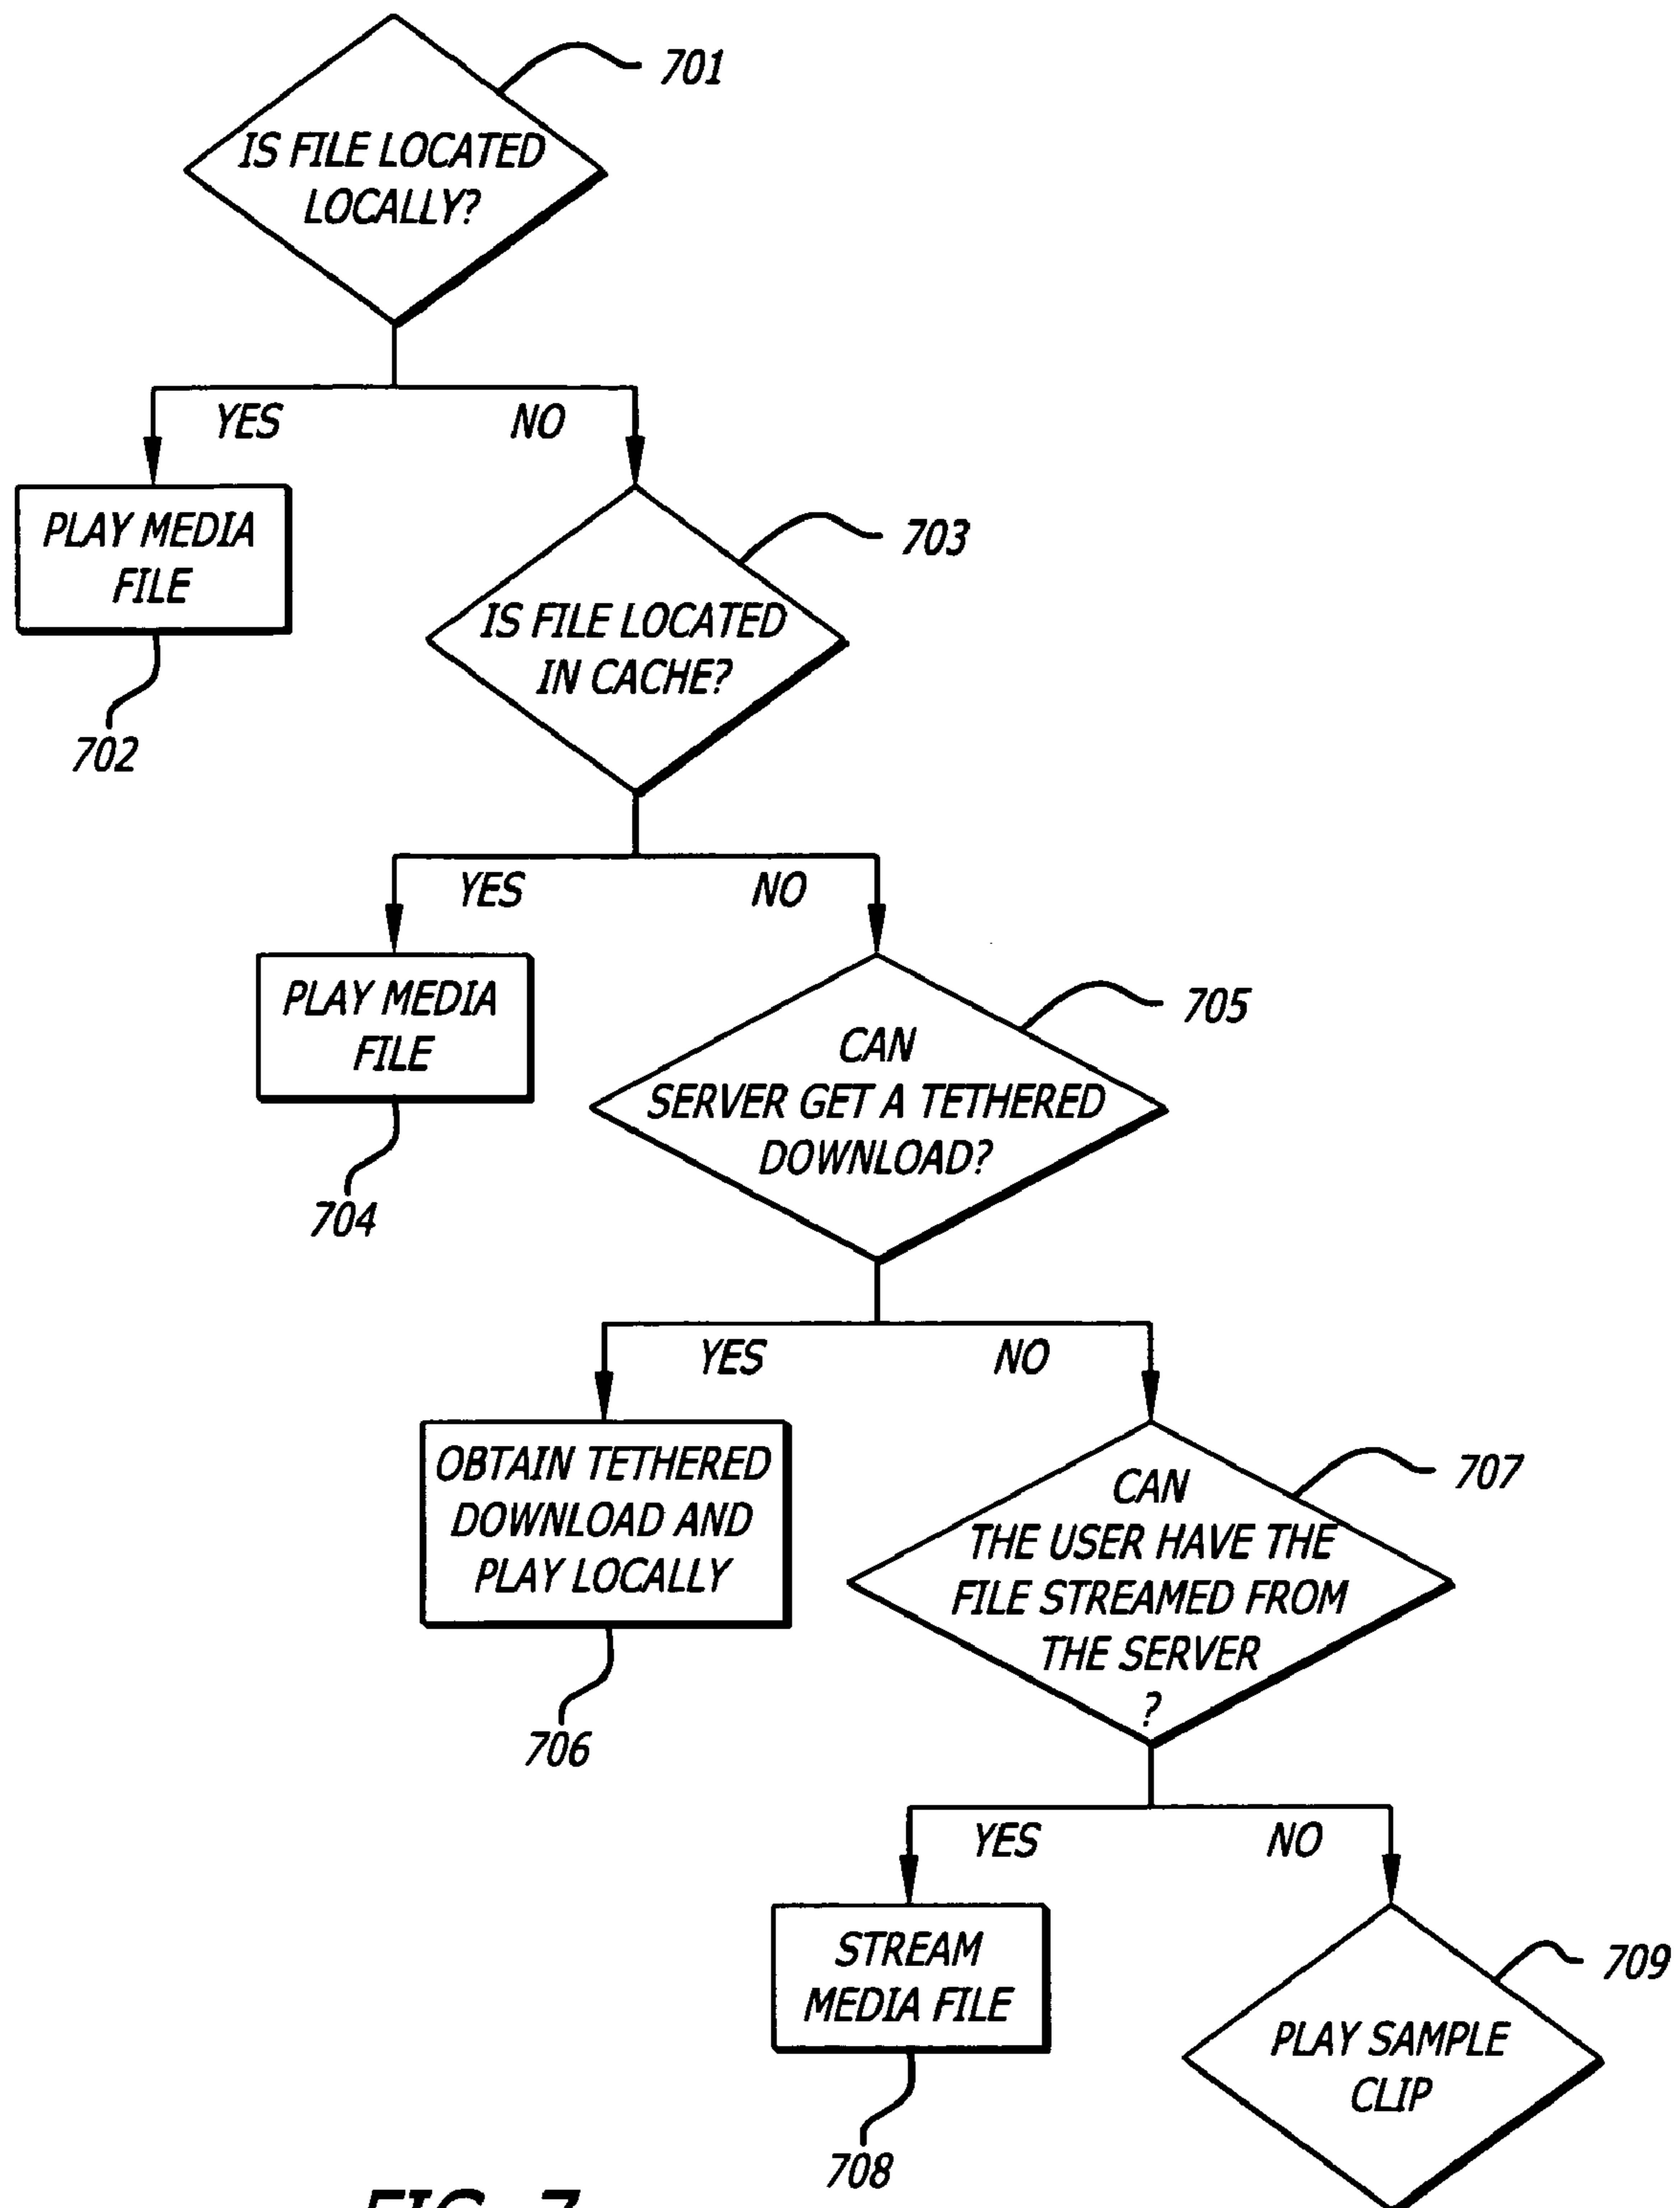 701
IS FILE LOCATED
LOCALLY?
YES
NO
PLAY MEDIA
FILE
702
703
IS FILE LOCATED
IN CACHE?
YES
NO
PLAY MEDIA
FILE
704
705
CAN
SERVER GET A TETHERED
DOWNLOAD?
YES
NO
OBTAIN TETHERED
DOWNLOAD AND
PLAY LOCALLY
706
707
CAN
THE USER HAVE THE
FILE STREAMED FROM
THE SERVER
?
YES
NO
STREAM
MEDIA FILE
708
709
PLAY SAMPLE
CLIP
FIG. 7